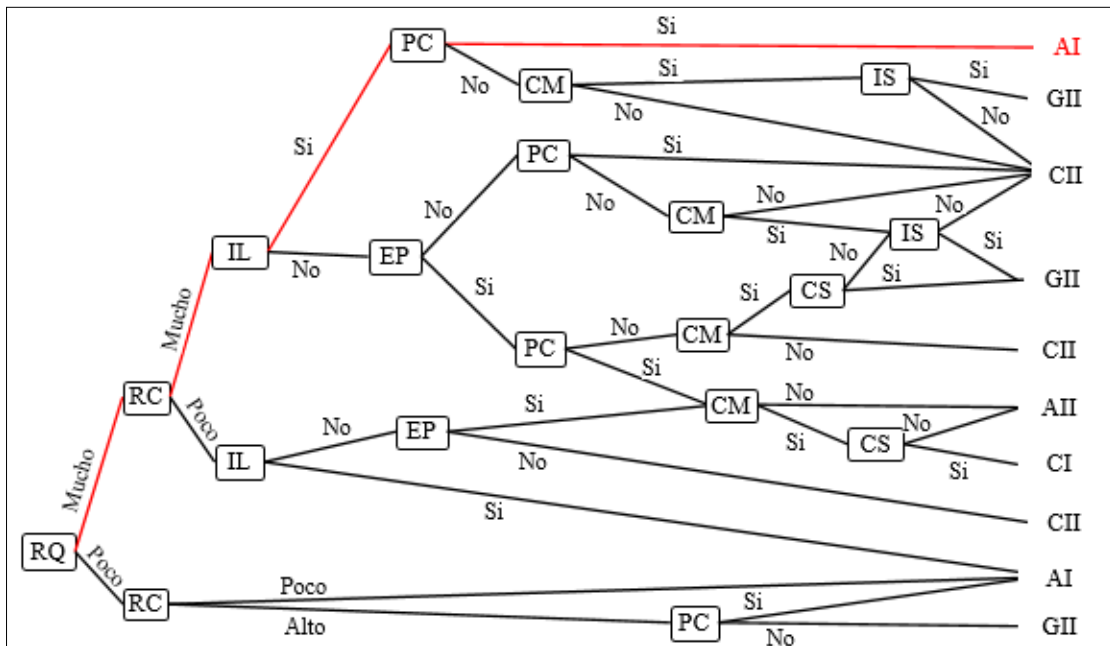 Si
PC
AI
No
CM
Si
IS
Si
GII
No
No
Si
PC
Si
CII
No
No
CM
No
Si
No
IS
Si
IL
No
EP
No
Si
CS
Si
GII
Si
Mucho
PC
No
CM
No
CII
Si
RC
Poco
Si
CM
No
AII
No
EP
Si
CS
No
IL
No
Si
CI
Mucho
Si
CII
RQ
Poco
Poco
AI
RC
Si
Alto
PC
No
GII